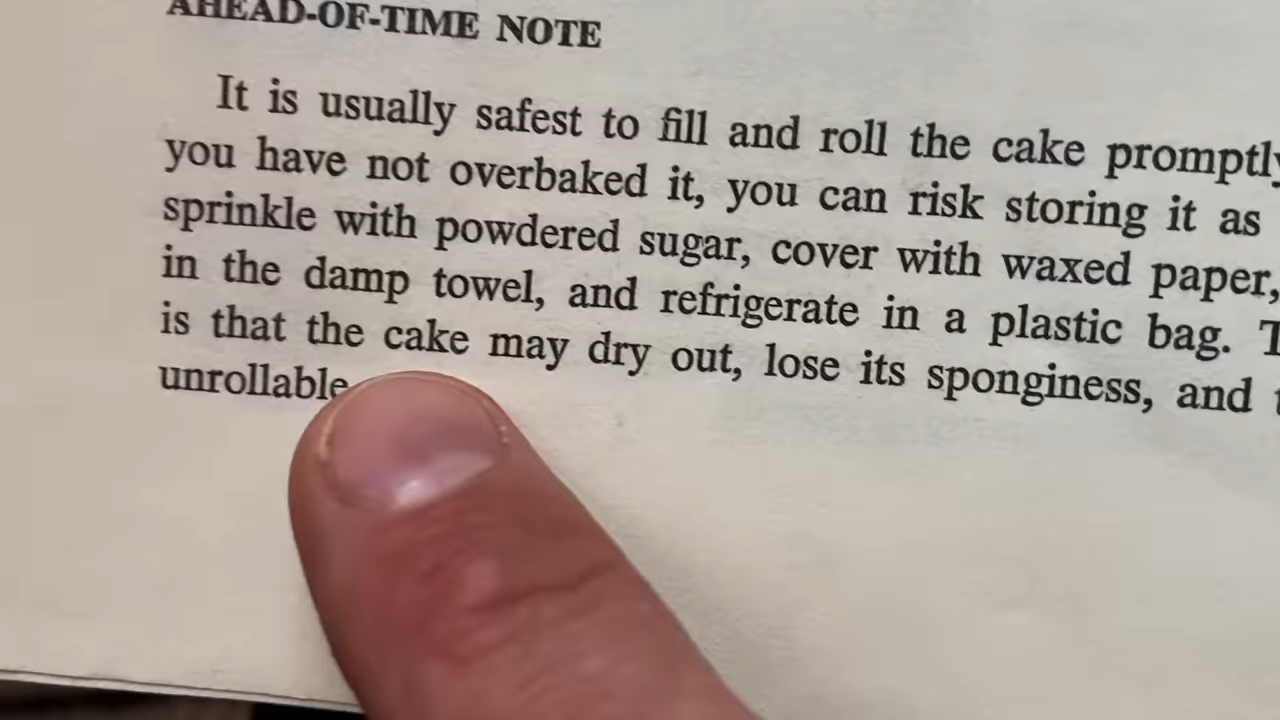 AHEAD-OF-TIME NOTE
It is usually safest to fill and roll the cake promptly
you have not overbaked it, you can risk storing it as
sprinkle with powdered sugar, cover with waxed paper,
in the damp towel, and refrigerate in a plastic bag.
is that the cake may dry out, lose its sponginess, and
unrollable